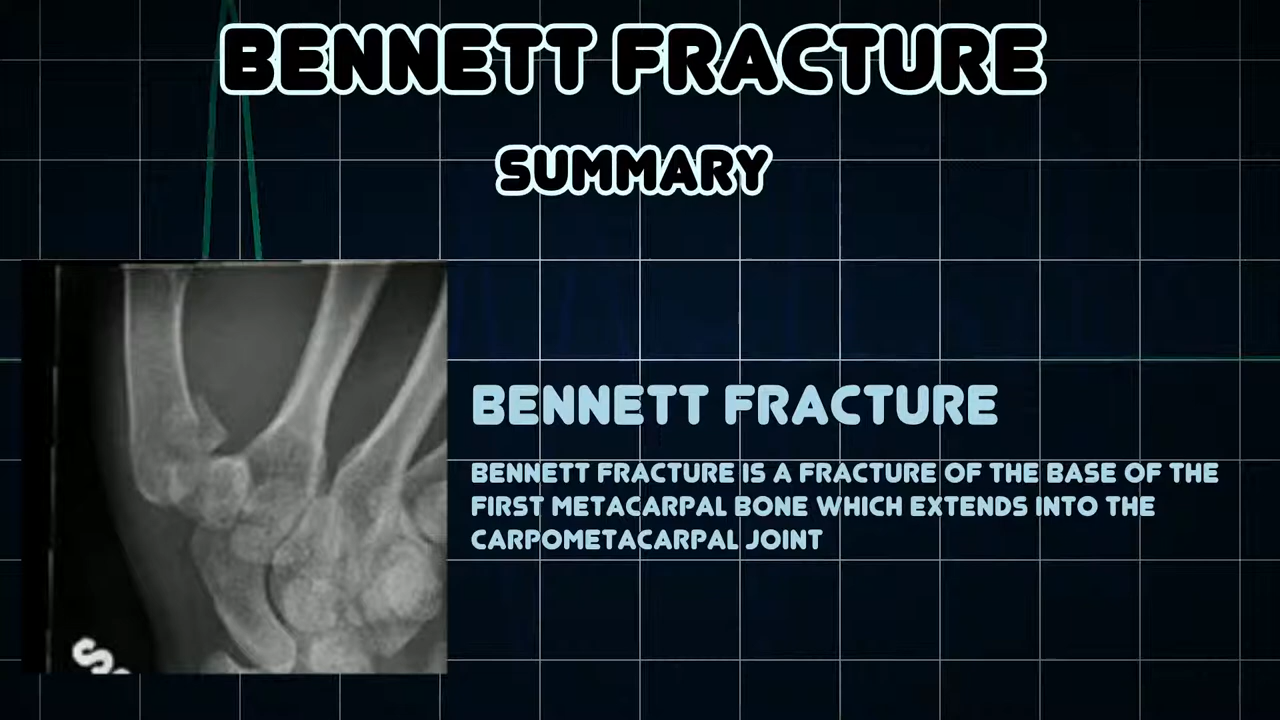 BENNETT FRACTURE
SUMMARY
BENNETT FRACTURE
BENNETT FRACTURE IS A FRACTURE OF THE BASE OF THE
FIRST METACARPAL BONE WHICH EXTENDS INTO THE
CARPOMETACARPAL JOINT